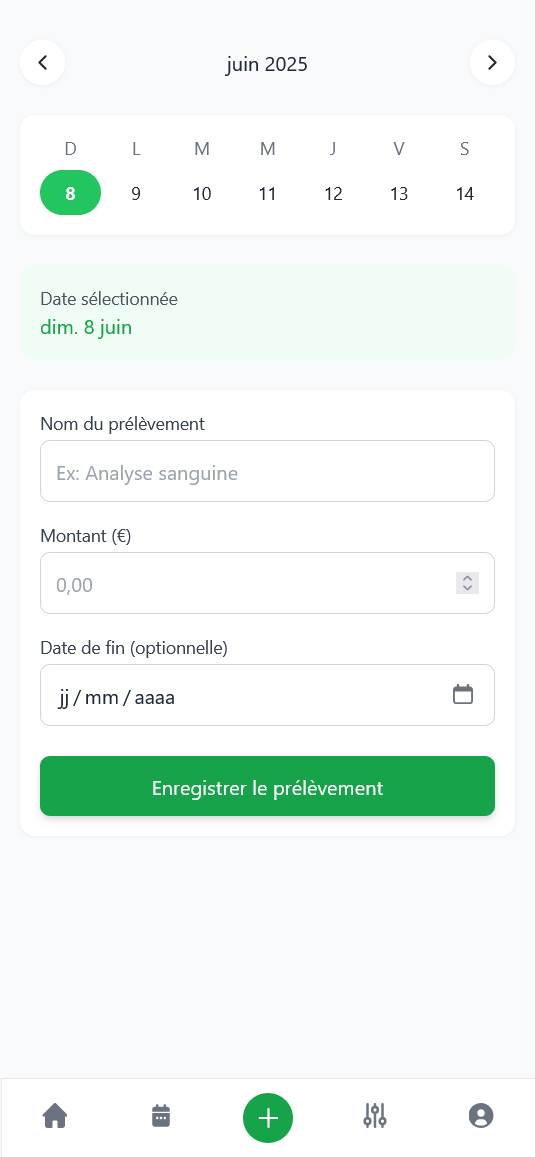 juin 2025
D L M M J V S
8 9 10 11 12 13 14
Date sélectionnée
dim. 8 juin
Nom du prélèvement
Ex: Analyse sanguine
Montant (€)
0,00
Date de fin (optionnelle)
jj / mm / aaaa
Enregistrer le prélèvement